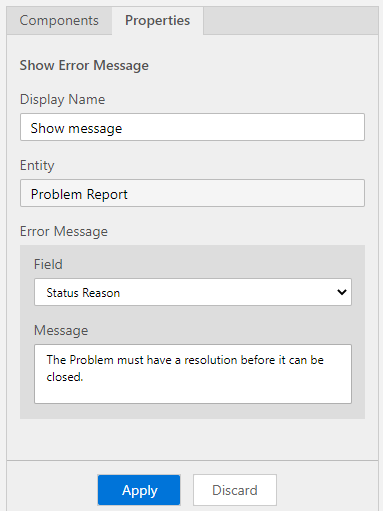 Components Properties
Show Error Message
Display Name
Show message
Entity
Problem Report
Error Message
Field
Status Reason
Message
The Problem must have a resolution before it can be
closed.
Apply Discard